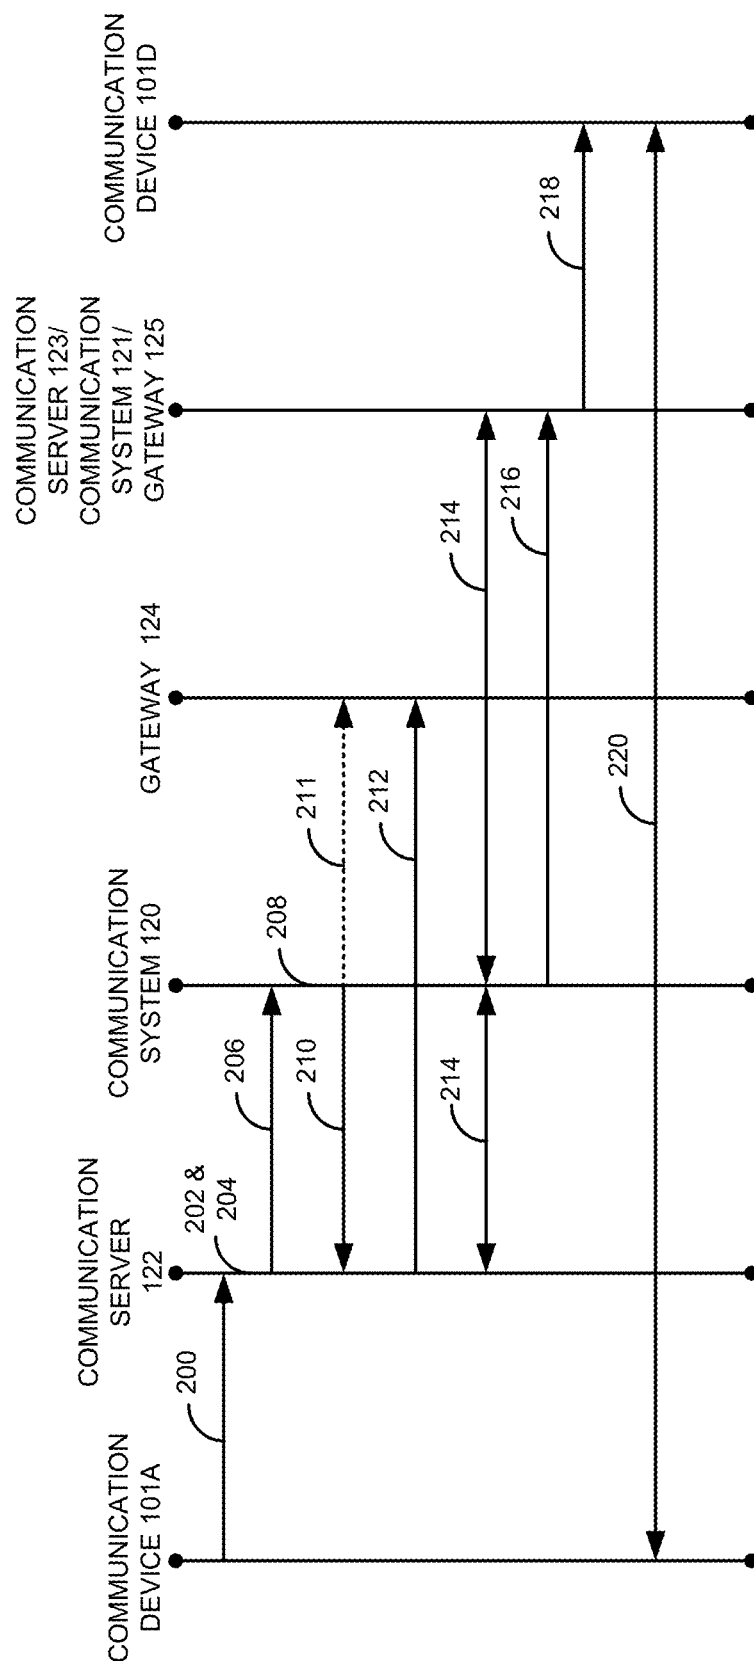 COMMUNICATION
DEVICE 101A
COMMUNICATION
SERVER
122
COMMUNICATION
SYSTEM 120
GATEWAY 124
COMMUNICATION
SERVER 123/
COMMUNICATION
SYSTEM 121/
GATEWAY 125
COMMUNICATION
DEVICE 101D
200
202 &
204
206
208
210
211
212
214
214
216
218
220